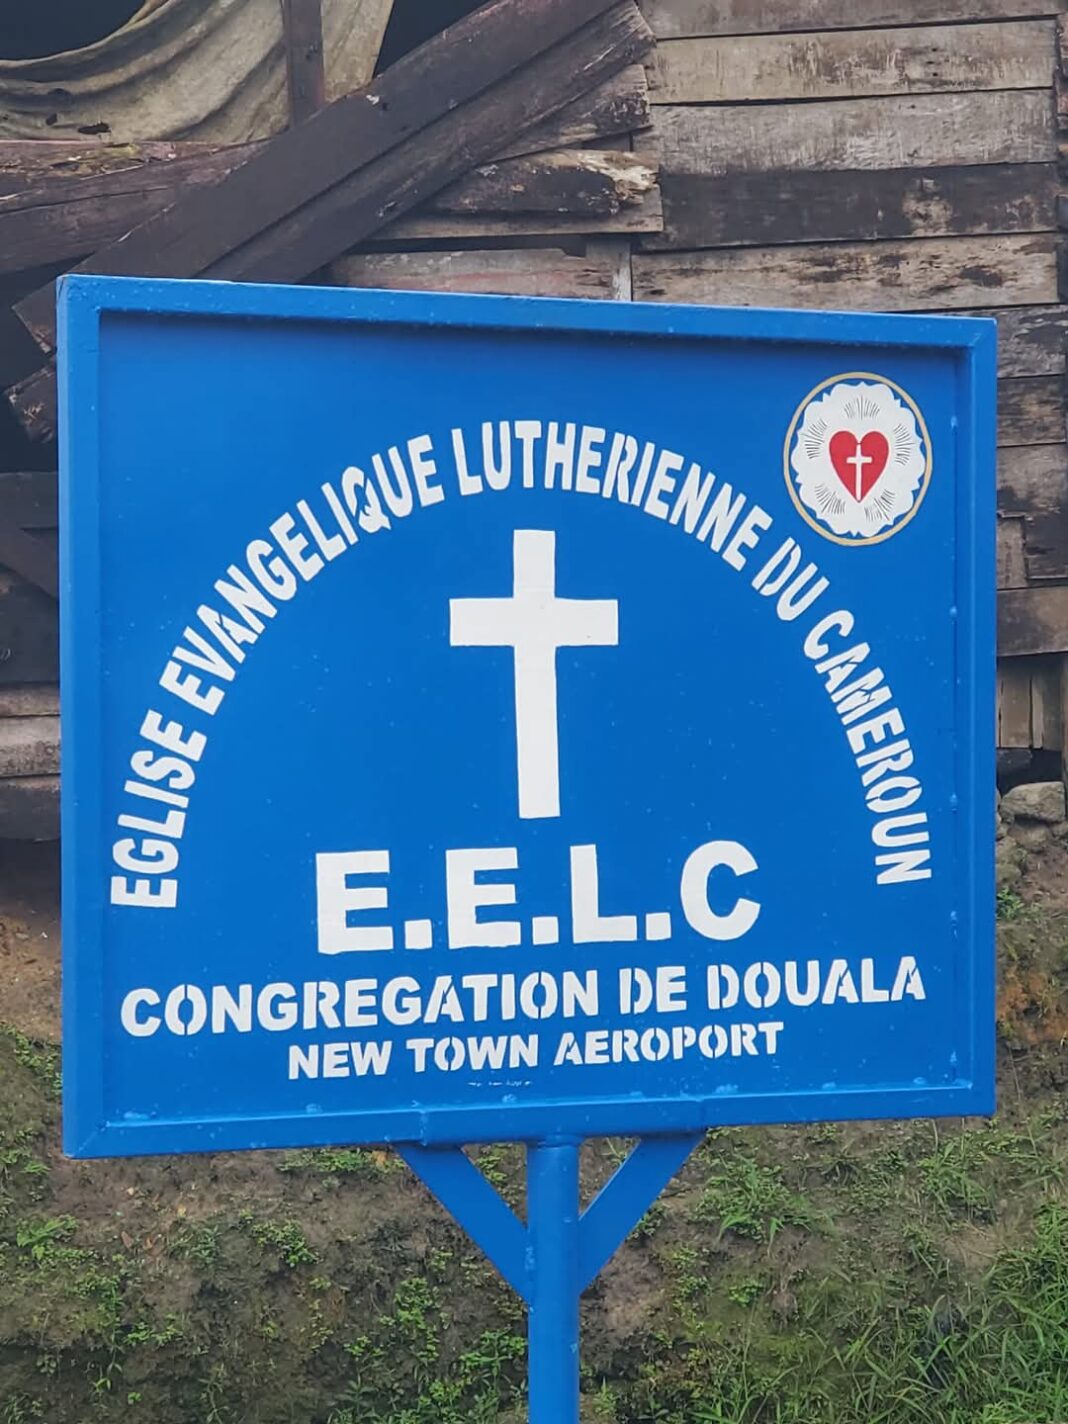 EGLISE EVANGELIQUE LUTHERIENNE DU CAMEROUN
E.E.L.C
CONGREGATION DE DOUALA
NEW TOWN AEROPORT